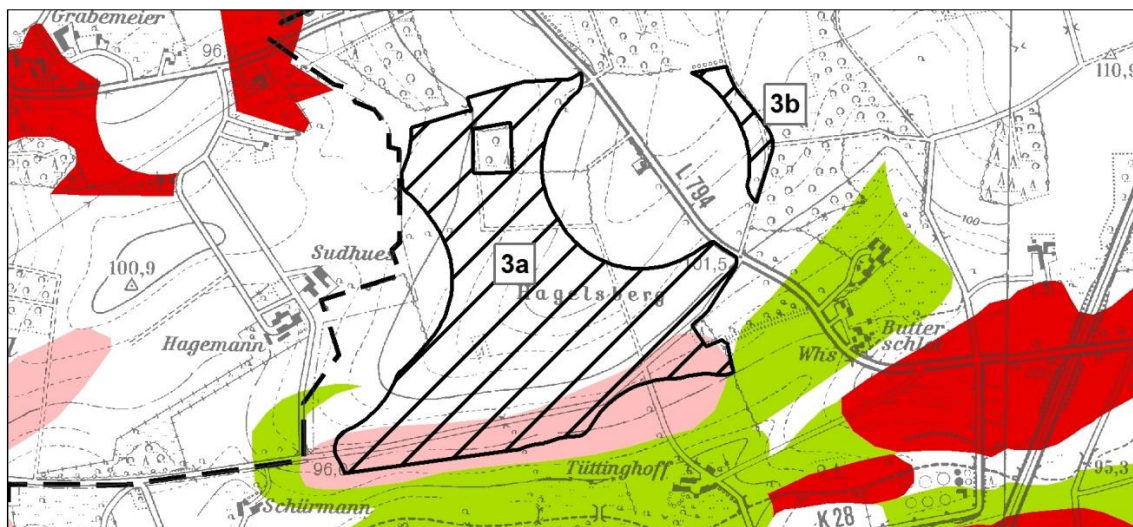 Grabemeier
96
110,9
3b
L 794
Sudhues
100
100,9
3a
101,5
Hagelsberg
Hagemann
Butter
schlot
Whs
96,
Tüttinghoff
95,3
Schürmann
K 28